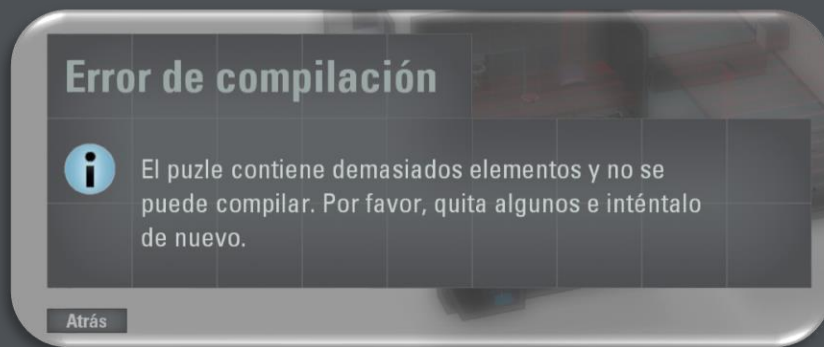 Error de compilación
El puzle contiene demasiados elementos y no se
puede compilar. Por favor, quita algunos e inténtalo
de nuevo.
Atrás